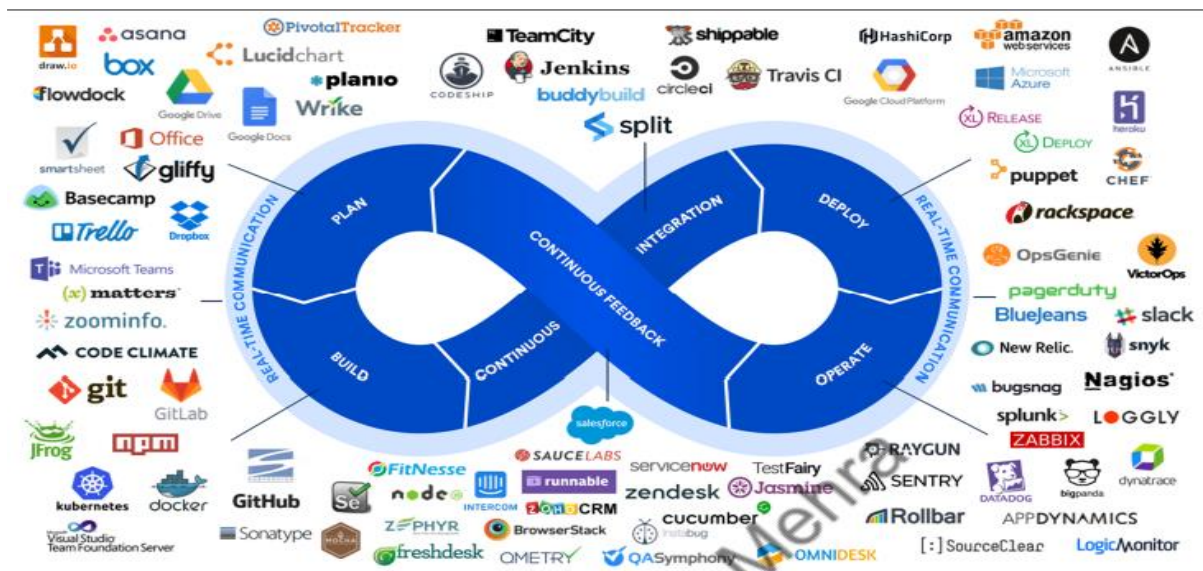 draw.io
asana
PivotalTracker
box
Lucidchart
flowdock
Google Drive
Google Docs
planio
Wrike
smartsheet
Office
gliffy
Basecamp
Trello
Dropbox
TeamCity
shippable
CODESHIP
Jenkins
buddybuild
circleci
Travis CI
split
HashiCorp
amazon
webservices
ANSIBLE
Google Cloud Platform
Microsoft
Azure
XL RELEASE
heroku
XL DEPLOY
puppet
CHEF
rackspace
PLAN
CONTINUOUS FEEDBACK
INTEGRATION
DEPLOY
BUILD
CONTINUOUS
OPERATE
REAL-TIME COMMUNICATION
REAL-TIME COMMUNICATION
Microsoft Teams
(x) matters
zoominfo.
OpsGenie
VictorOps
pagerduty
BlueJeans
slack
CODE CLIMATE
git
GitLab
JFrog
npm
kubernetes
docker
GitHub
Visual Studio
Team Foundation Server
Sonatype
New Relic.
snyk
bugsnag
Nagios
splunk>
LOGGLY
ZABBIX
RAYGUN
SENTRY
DATADOG
bigpanda
dynatrace
Rollbar
APPDYNAMICS
[:]SourceClear
LogicMonitor
salesforce
SAUCELABS
FitNesse
Se
node
INTERCOM
runnable
servicenow
TestFairy
zendesk
Jasmine
ZOHO CRM
MOCHA
ZEPHYR
BrowserStack
instabug
cucumber
freshdesk
QMETRY
QASymphony
OMNIDESK
Mehra